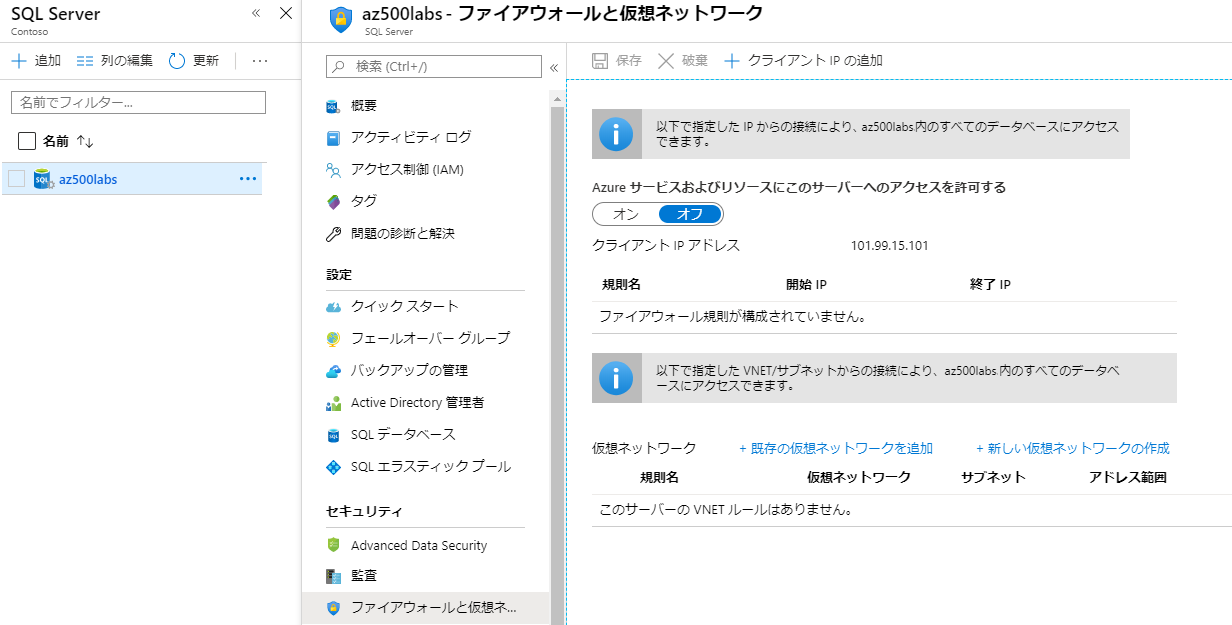 SQL Server
Contoso
追加
列の編集
更新
名前でフィルター...
名前
az500labs
az500labs - ファイアウォールと仮想ネットワーク
SQL Server
検索 (Ctrl+/)
概要
アクティビティ ログ
アクセス制御 (IAM)
タグ
問題の診断と解決
設定
クイック スタート
フェールオーバー グループ
バックアップの管理
Active Directory 管理者
SQL データベース
SQL エラスティック プール
セキュリティ
Advanced Data Security
監査
ファイアウォールと仮想ネ...
保存
破棄
クライアント IP の追加
以下で指定した IP からの接続により、az500labs.内のすべてのデータベースにアクセス
できます。
Azure サービスおよびリソースにこのサーバーへのアクセスを許可する
オン オフ
クライアント IP アドレス 101.99.15.101
規則名 開始 IP 終了 IP
ファイアウォール規則が構成されていません。
以下で指定した VNET/サブネットからの接続により、az500labs.内のすべてのデータベ
ースにアクセスできます。
仮想ネットワーク + 既存の仮想ネットワークを追加 + 新しい仮想ネットワークの作成
規則名 仮想ネットワーク サブネット アドレス範囲
このサーバーの VNET ルールはありません。